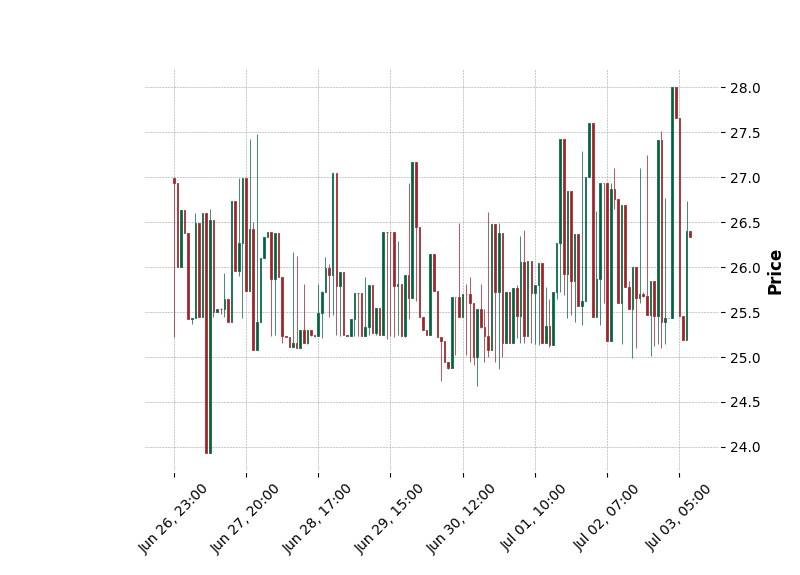 28.0
27.5
27.0
26.5
26.0
25.5
25.0
24.5
24.0
Price
Jun 26, 23:00
Jun 27, 20:00
Jun 28, 17:00
Jun 29, 15:00
Jun 30, 12:00
Jul 01, 10:00
Jul 02, 07:00
Jul 03, 05:00